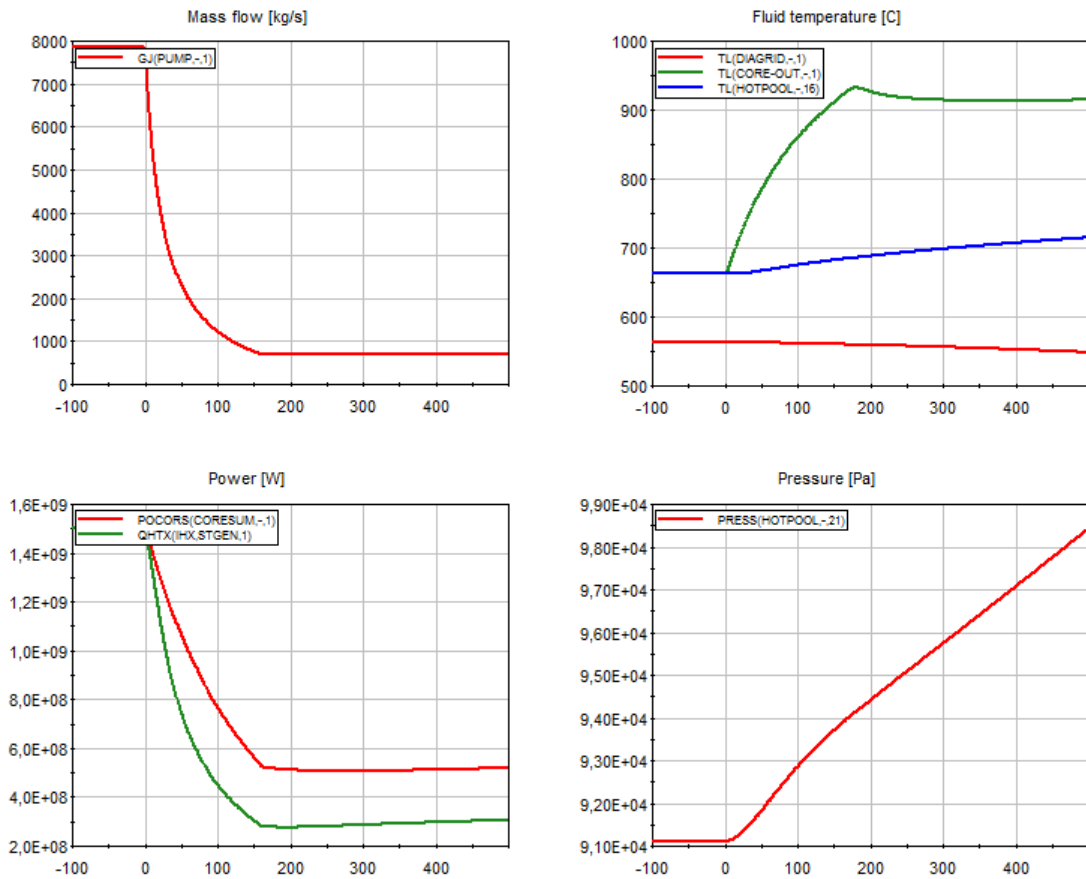 Mass flow [kg/s]
8000
7000
6000
5000
4000
3000
2000
1000
0
GJ(PUMP,-,1)
-100 0 100 200 300 400
Fluid temperature [C]
1000
900
800
700
600
500
TL(DIAGRID,-,1)
TL(CORE-OUT,-,1)
TL(HOTPOOL,-,16)
-100 0 100 200 300 400
Power [W]
1,6E+09
1,4E+09
1,2E+09
1,0E+09
8,0E+08
6,0E+08
4,0E+08
2,0E+08
POCORS(CORESUM,-,1)
QHTX(IHX,STGEN,1)
-100 0 100 200 300 400
Pressure [Pa]
9,90E+04
9,80E+04
9,70E+04
9,60E+04
9,50E+04
9,40E+04
9,30E+04
9,20E+04
9,10E+04
PRESS(HOTPOOL,-,21)
-100 0 100 200 300 400